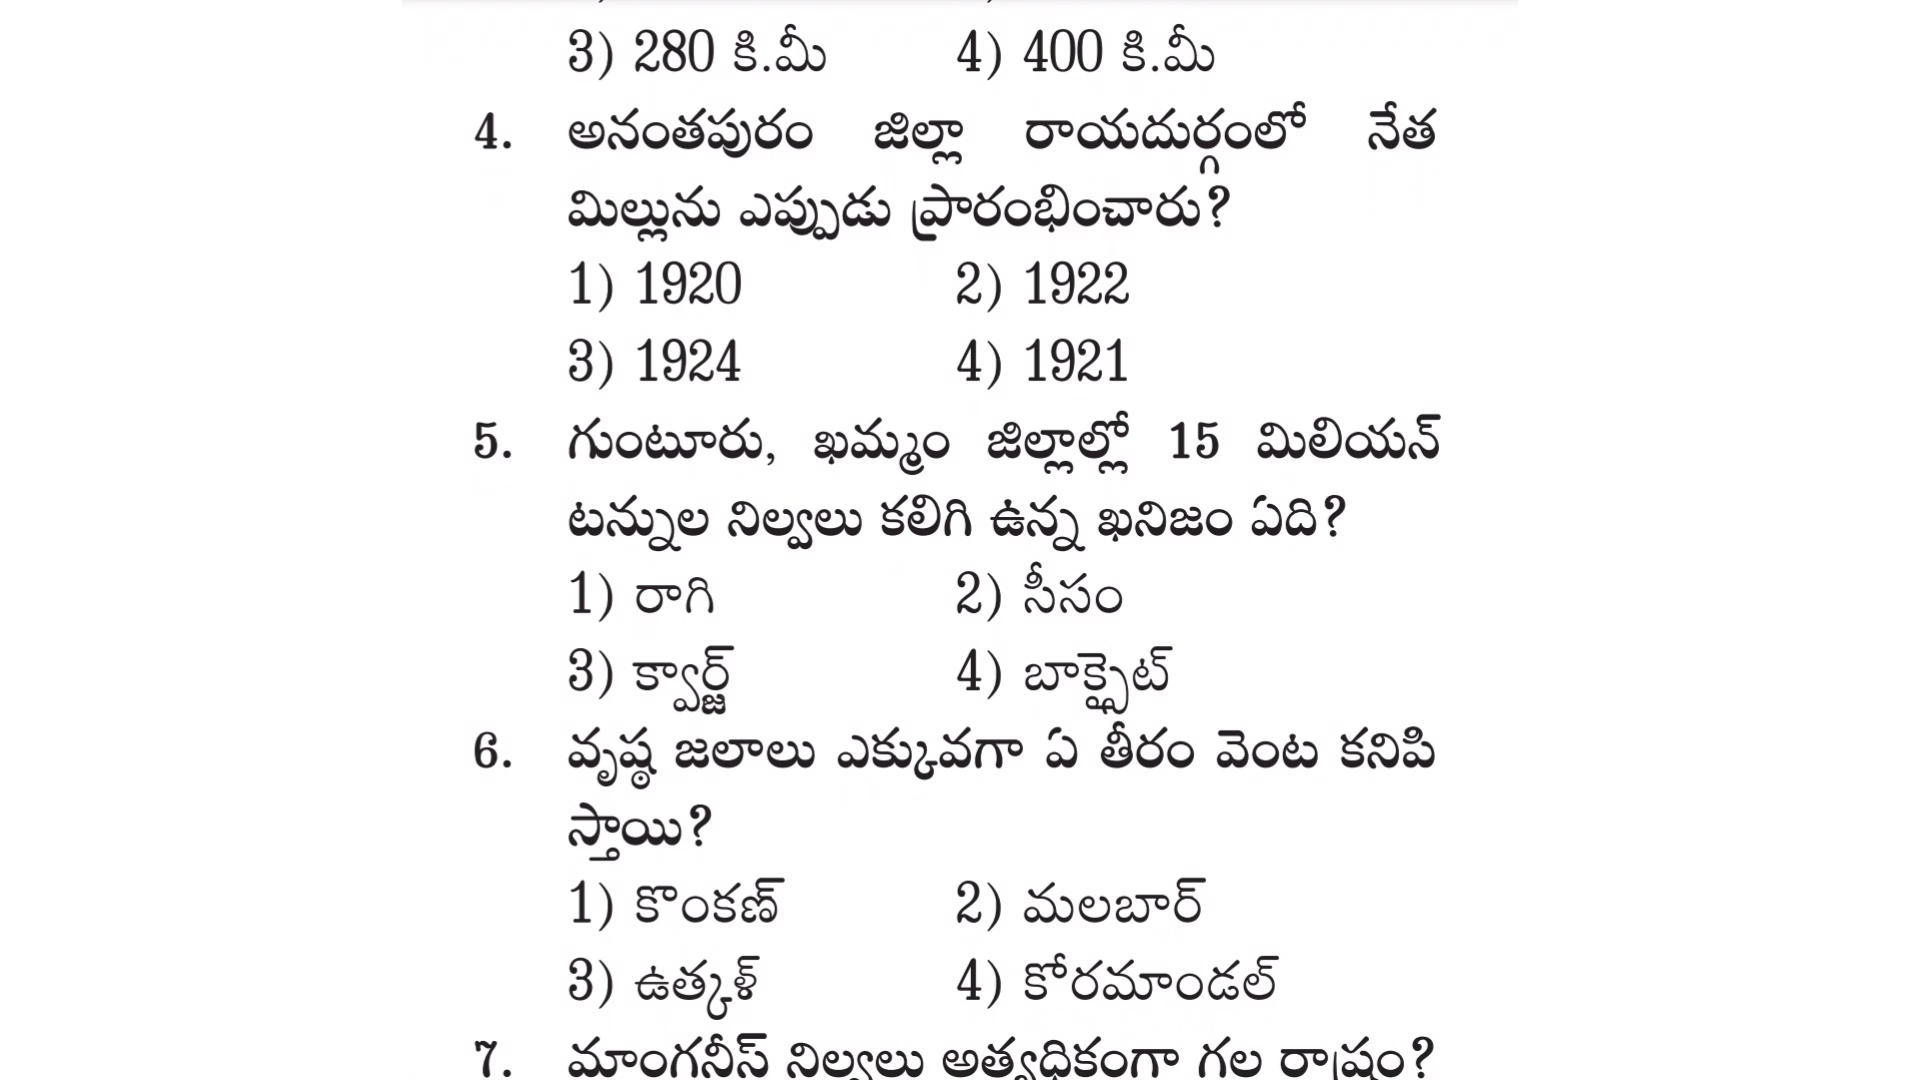 3) 280 కి.మీ 4) 400 కి.మీ
4. అనంతపురం జిల్లా రాయదుర్గంలో నేత
మిల్లును ఎప్పుడు ప్రారంభించారు?
1) 1920 2) 1922
3) 1924 4) 1921
5. గుంటూరు, ఖమ్మం జిల్లాల్లో 15 మిలియన్
టన్నుల నిల్వలు కలిగి ఉన్న ఖనిజం ఏది?
1) రాగి 2) సీసం
3) క్వార్జ్ 4) బాక్సైట్
6. వృష్ఠ జలాలు ఎక్కువగా ఏ తీరం వెంట కనిపి
స్తాయి?
1) కొంకణ్ 2) మలబార్
3) ఉత్కళ్ 4) కోరమాండల్
7. మాంగనీస్ నిల్వలు అత్యధికంగా గల రాష్ట్రం?